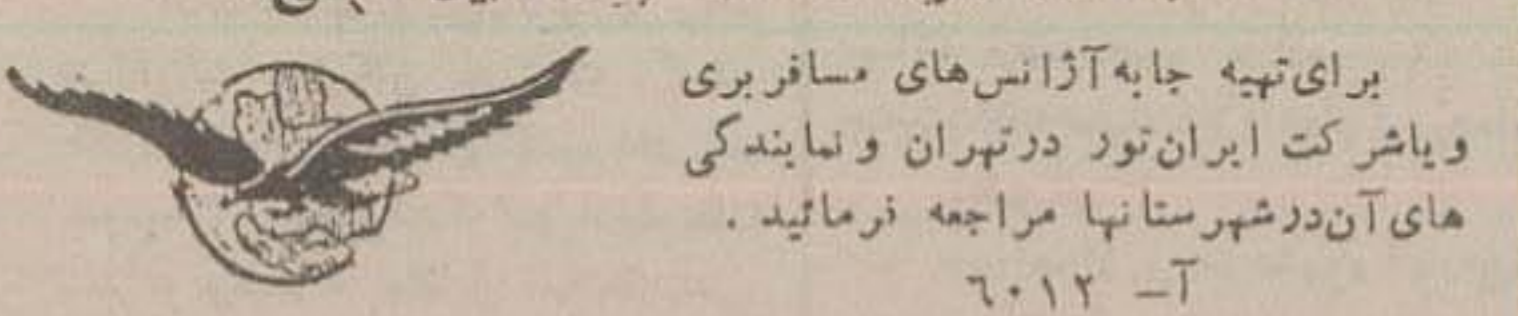 برای تهیه جا به آژانس‌های مسافربری
و یا شرکت ایران تور در تهران و نمایندگی
های آن در شهرستانها مراجعه فرمائید .
آ- ٦٠١٢